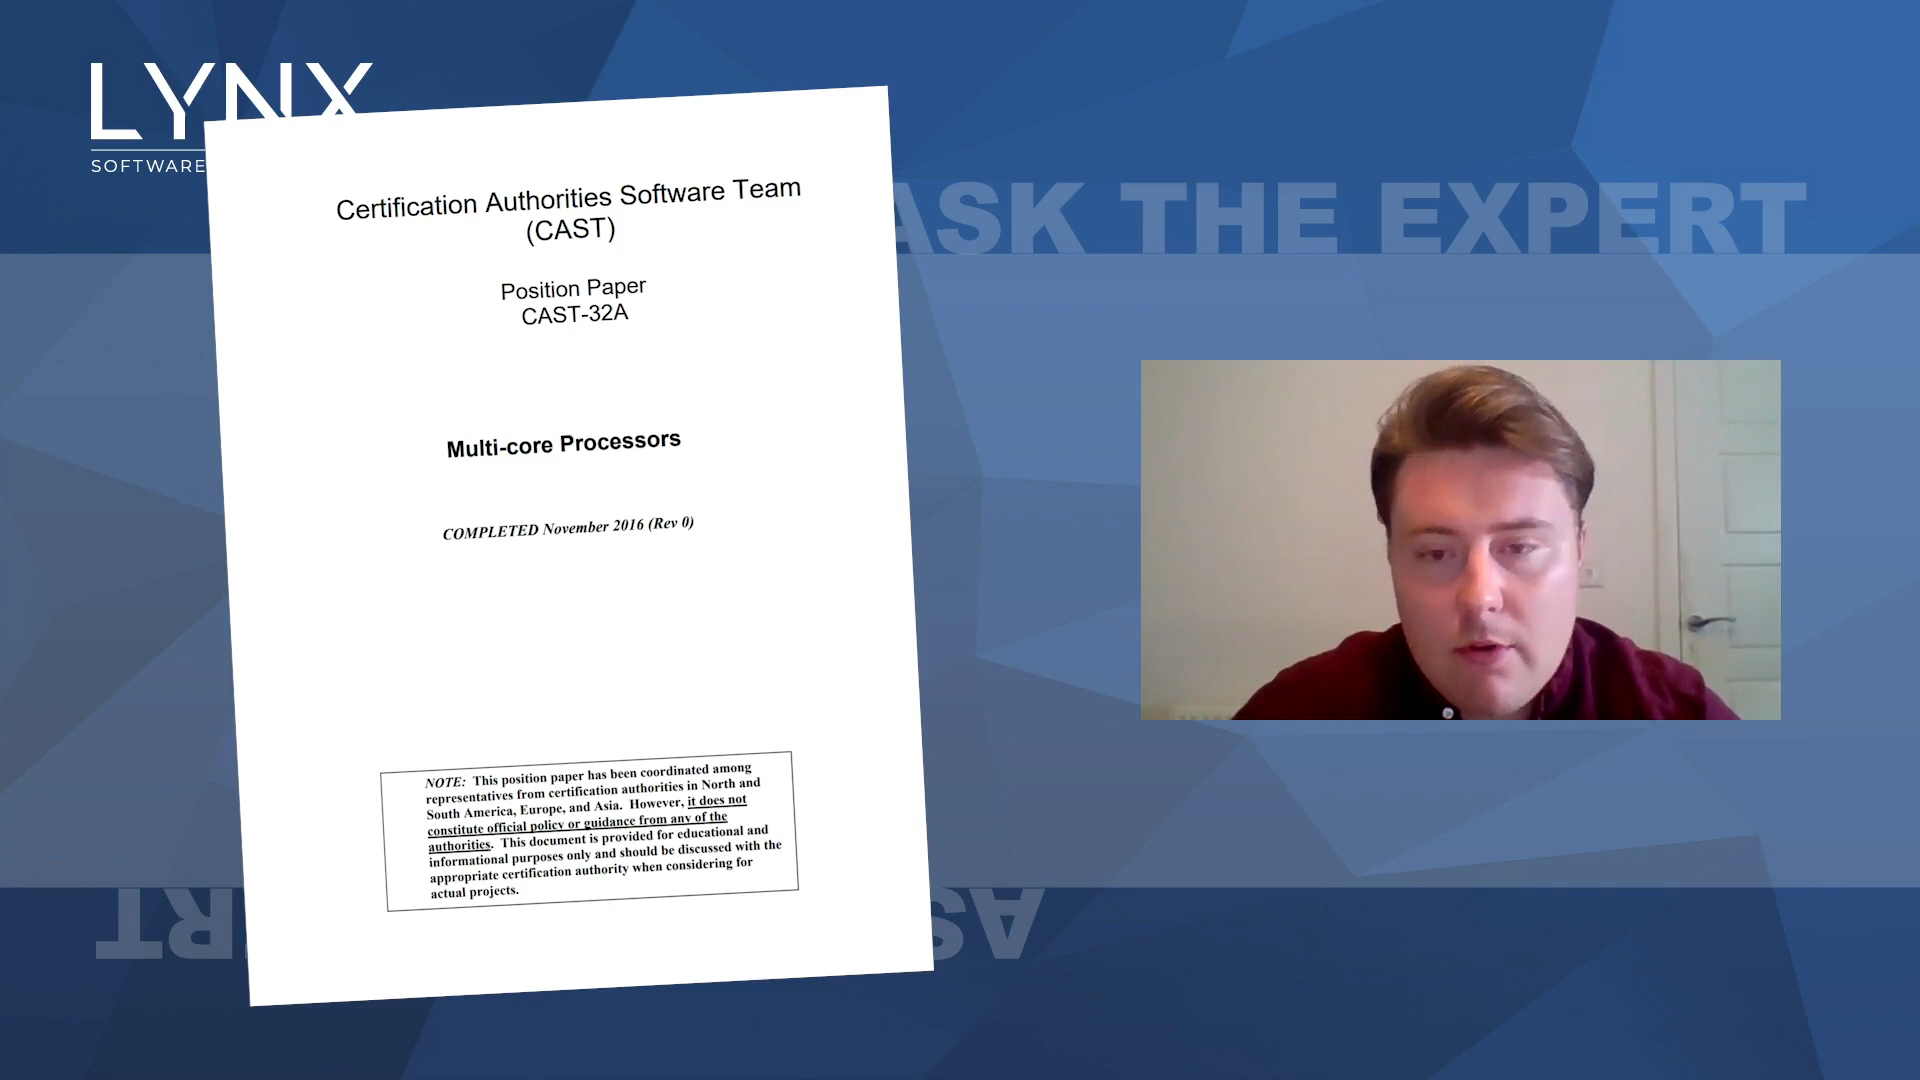 LYNX
SOFTWARE
ASK THE EXPERT
Certification Authorities Software Team
(CAST)
Position Paper
CAST-32A
Multi-core Processors
COMPLETED November 2016 (Rev 0)
NOTE: This position paper has been coordinated among
representatives from certification authorities in North and
South America, Europe, and Asia. However, it does not
constitute official policy or guidance from any of the
authorities. This document is provided for educational and
informational purposes only and should be discussed with the
appropriate certification authority when considering for
actual projects.